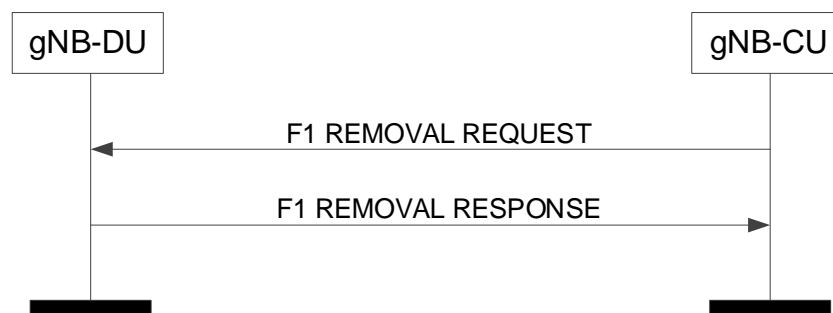 gNB-DU
gNB-CU
F1 REMOVAL REQUEST
F1 REMOVAL RESPONSE